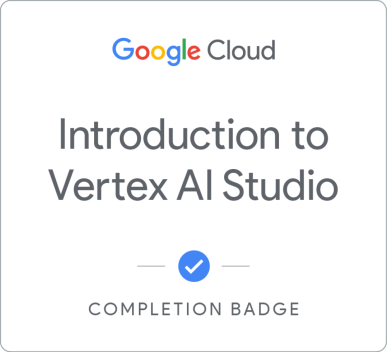 Google Cloud
Introduction to
Vertex AI Studio
COMPLETION BADGE